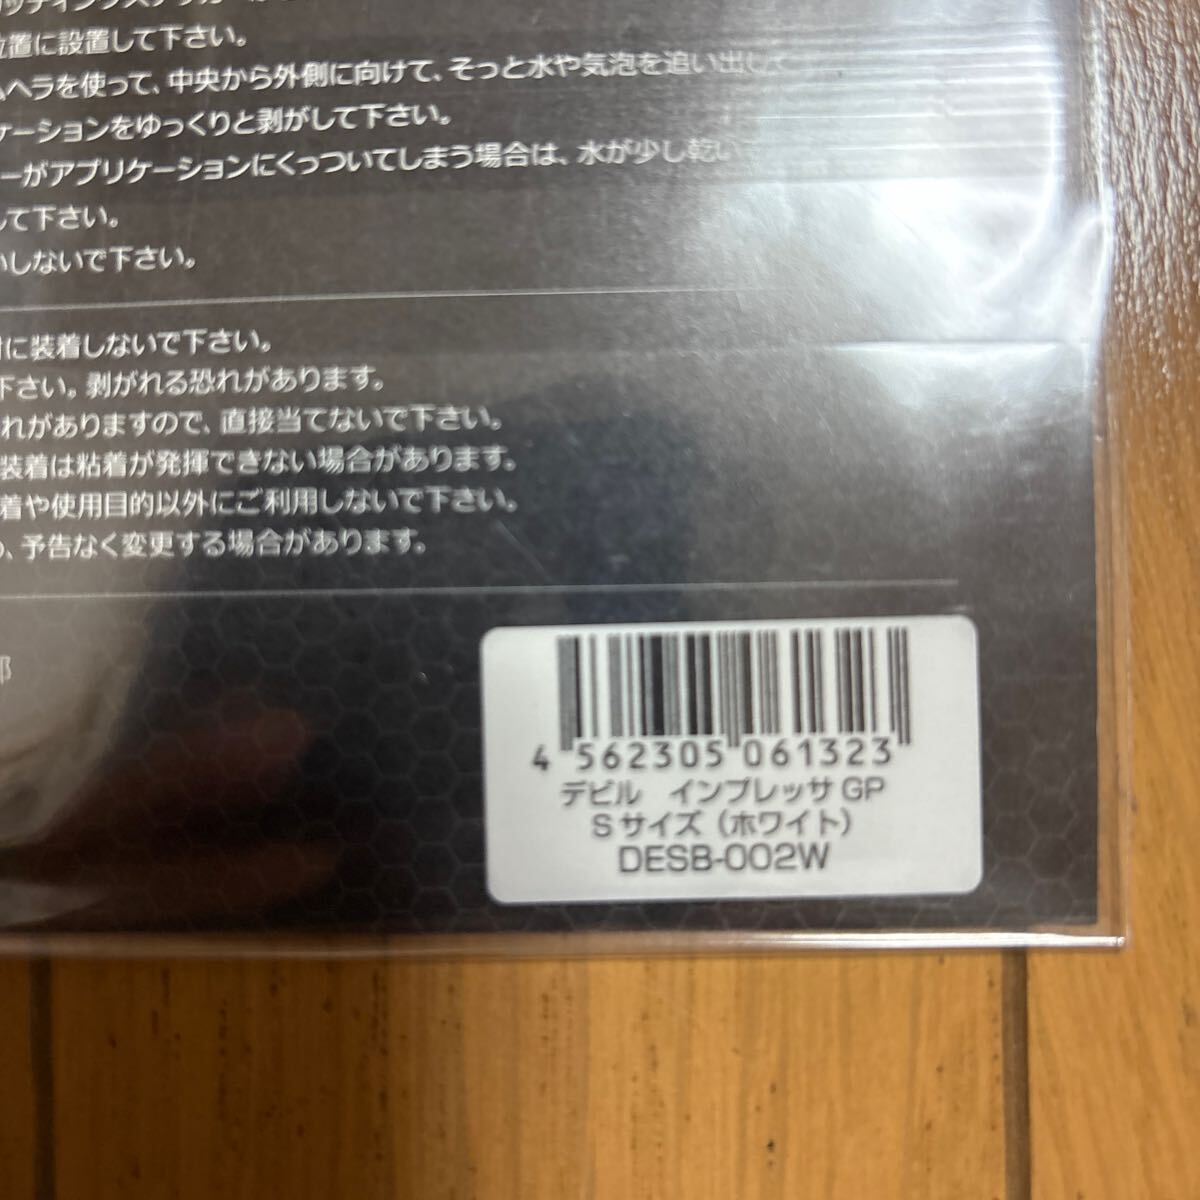 位置に設置して下さい。
ムヘラを使って、中央から外側に向けて、そっと水や気泡を追い出して
ケーションをゆっくりと剥がして下さい。
ーがアプリケーションにくっついてしまう場合は、水が少し乾い
して下さい。
いしないで下さい。
に装着しないで下さい。
下さい。剥がれる恐れがあります。
れがありますので、直接当てないで下さい。
装着は粘着が発揮できない場合があります。
着や使用目的以外にご利用しないで下さい。
、予告なく変更する場合があります。
部
4 562305 061323
デビル　インプレッサGP
Sサイズ（ホワイト）
DESB-002W